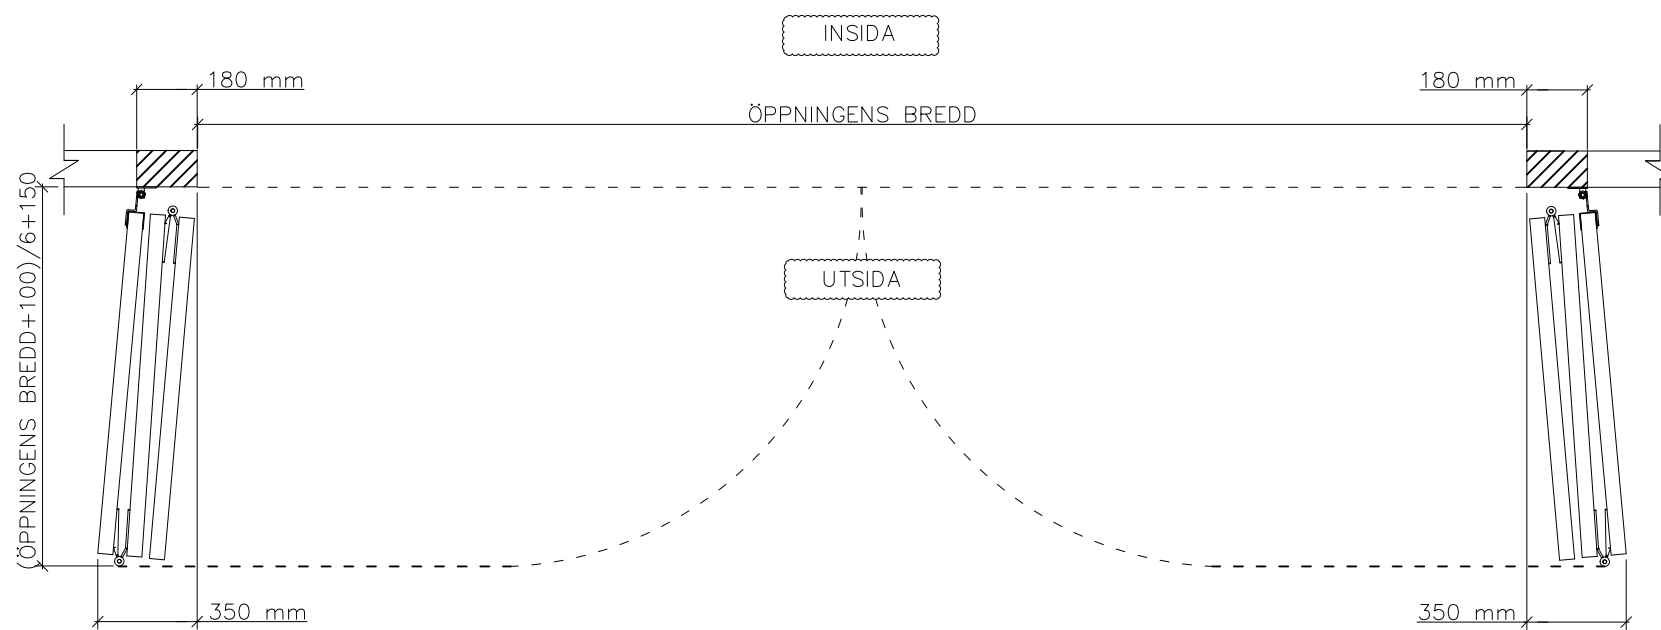 INSIDA
180 mm
180 mm
ÖPPNINGENS BREDD
(ÖPPNINGENS BREDD+100)/6+150
UTSIDA
350 mm
350 mm